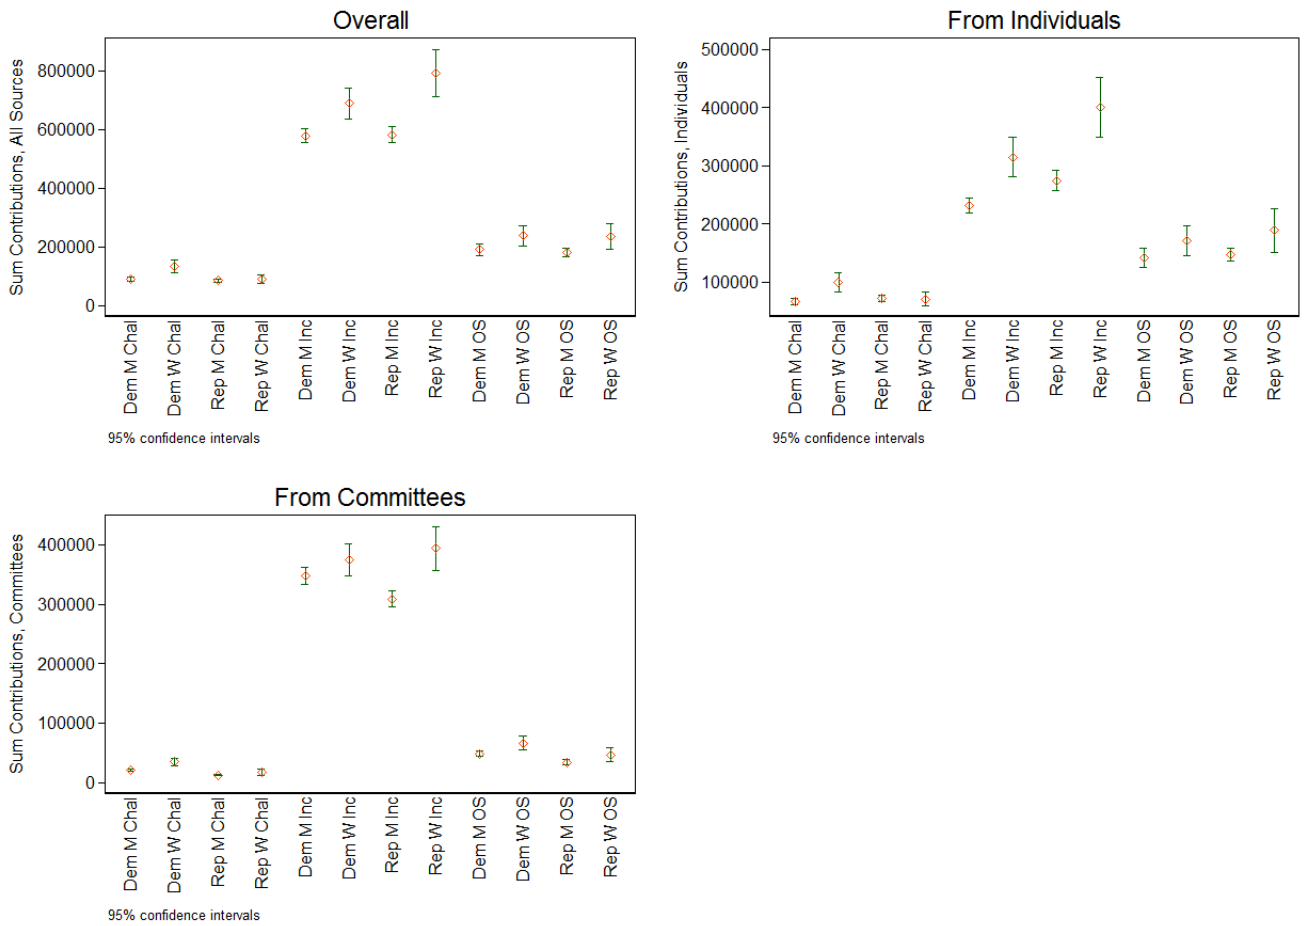 Overall
Sum Contributions, All Sources
800000
600000
400000
200000
0
Dem M Chal
Dem W Chal
Rep M Chal
Rep W Chal
Dem M Inc
Dem W Inc
Rep M Inc
Rep W Inc
Dem M OS
Dem W OS
Rep M OS
Rep W OS
95% confidence intervals
From Individuals
Sum Contributions, Individuals
500000
400000
300000
200000
100000
Dem M Chal
Dem W Chal
Rep M Chal
Rep W Chal
Dem M Inc
Dem W Inc
Rep M Inc
Rep W Inc
Dem M OS
Dem W OS
Rep M OS
Rep W OS
95% confidence intervals
From Committees
Sum Contributions, Committees
400000
300000
200000
100000
0
Dem M Chal
Dem W Chal
Rep M Chal
Rep W Chal
Dem M Inc
Dem W Inc
Rep M Inc
Rep W Inc
Dem M OS
Dem W OS
Rep M OS
Rep W OS
95% confidence intervals